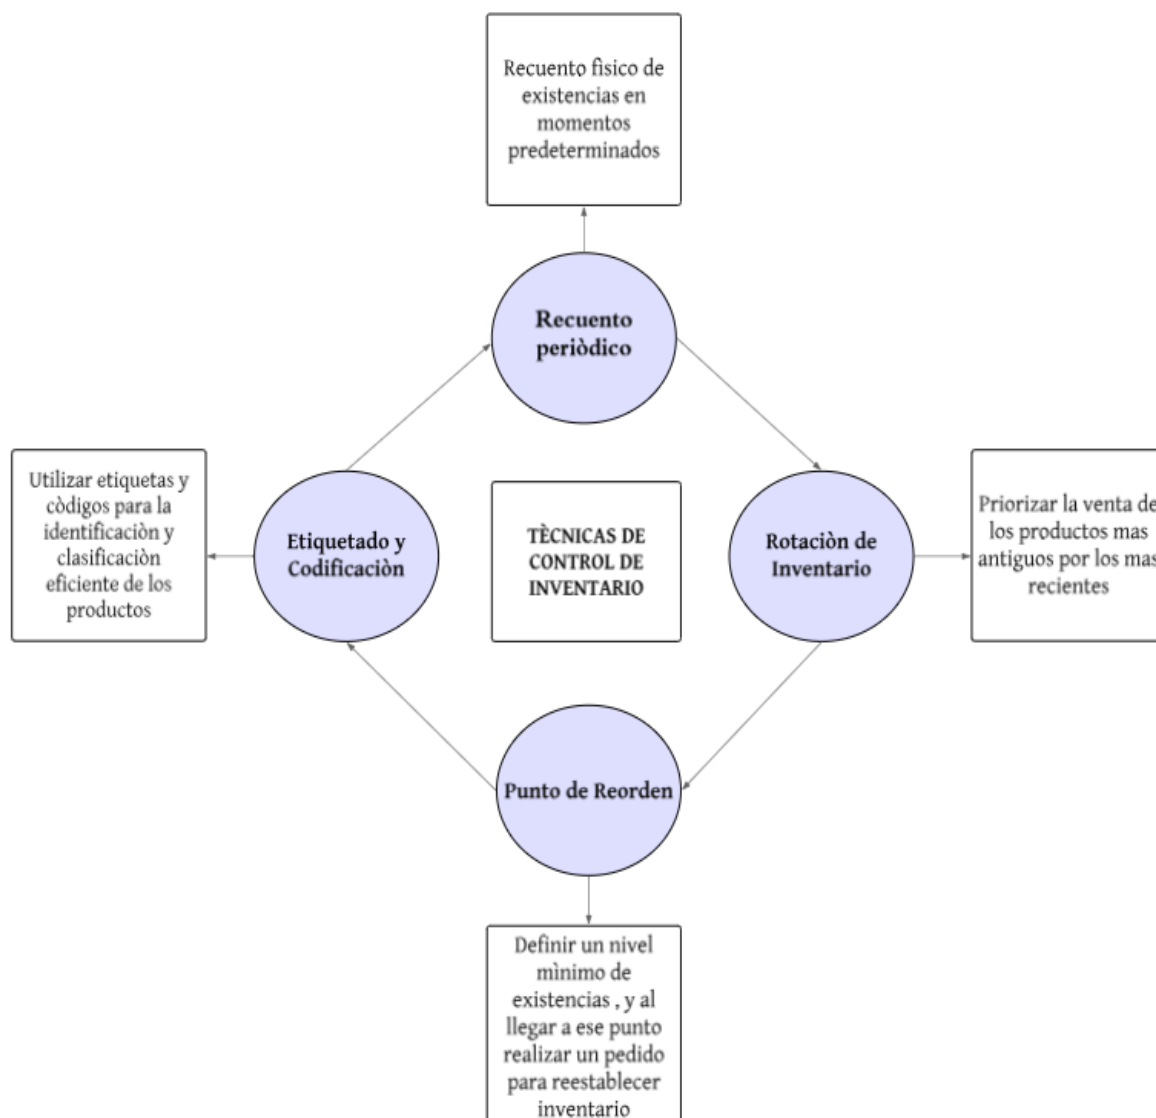 Recuento fisico de
existencias en
momentos
predeterminados
Recuento
periòdico
Utilizar etiquetas y
còdigos para la
identificaciòn y
clasificaciòn
eficiente de los
productos
Etiquetado y
Codificaciòn
TÈCNICAS DE
CONTROL DE
INVENTARIO
Rotaciòn de
Inventario
Priorizar la venta de
los productos mas
antiguos por los mas
recientes
Punto de Reorden
Definir un nivel
mìnimo de
existencias , y al
llegar a ese punto
realizar un pedido
para reestablecer
inventario